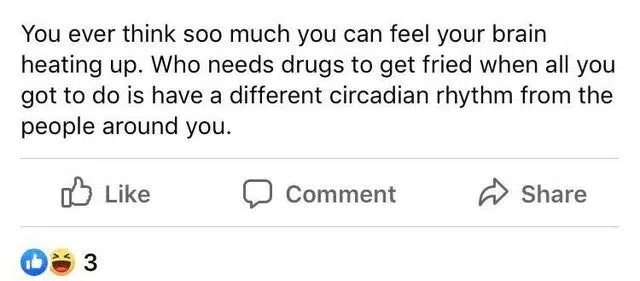 You ever think soo much you can feel your brain
heating up. Who needs drugs to get fried when all you
got to do is have a different circadian rhythm from the
people around you.
Like Comment Share
3